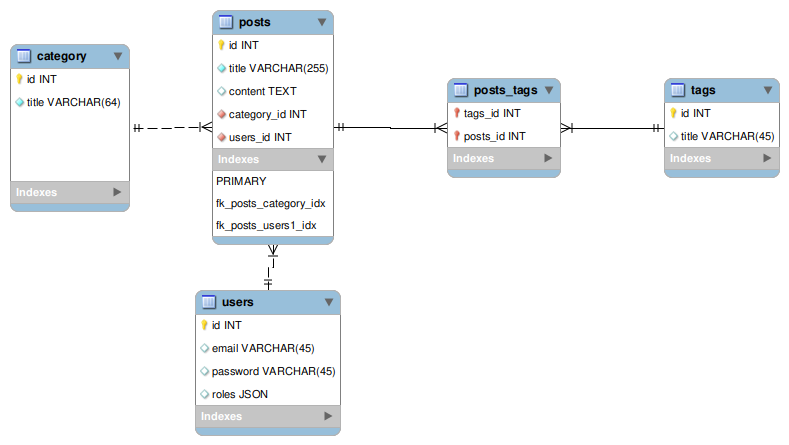 category
id INT
title VARCHAR(64)
Indexes
posts
id INT
title VARCHAR(255)
content TEXT
category_id INT
users_id INT
Indexes
PRIMARY
fk_posts_category_idx
fk_posts_users1_idx
posts_tags
tags_id INT
posts_id INT
Indexes
tags
id INT
title VARCHAR(45)
Indexes
users
id INT
email VARCHAR(45)
password VARCHAR(45)
roles JSON
Indexes